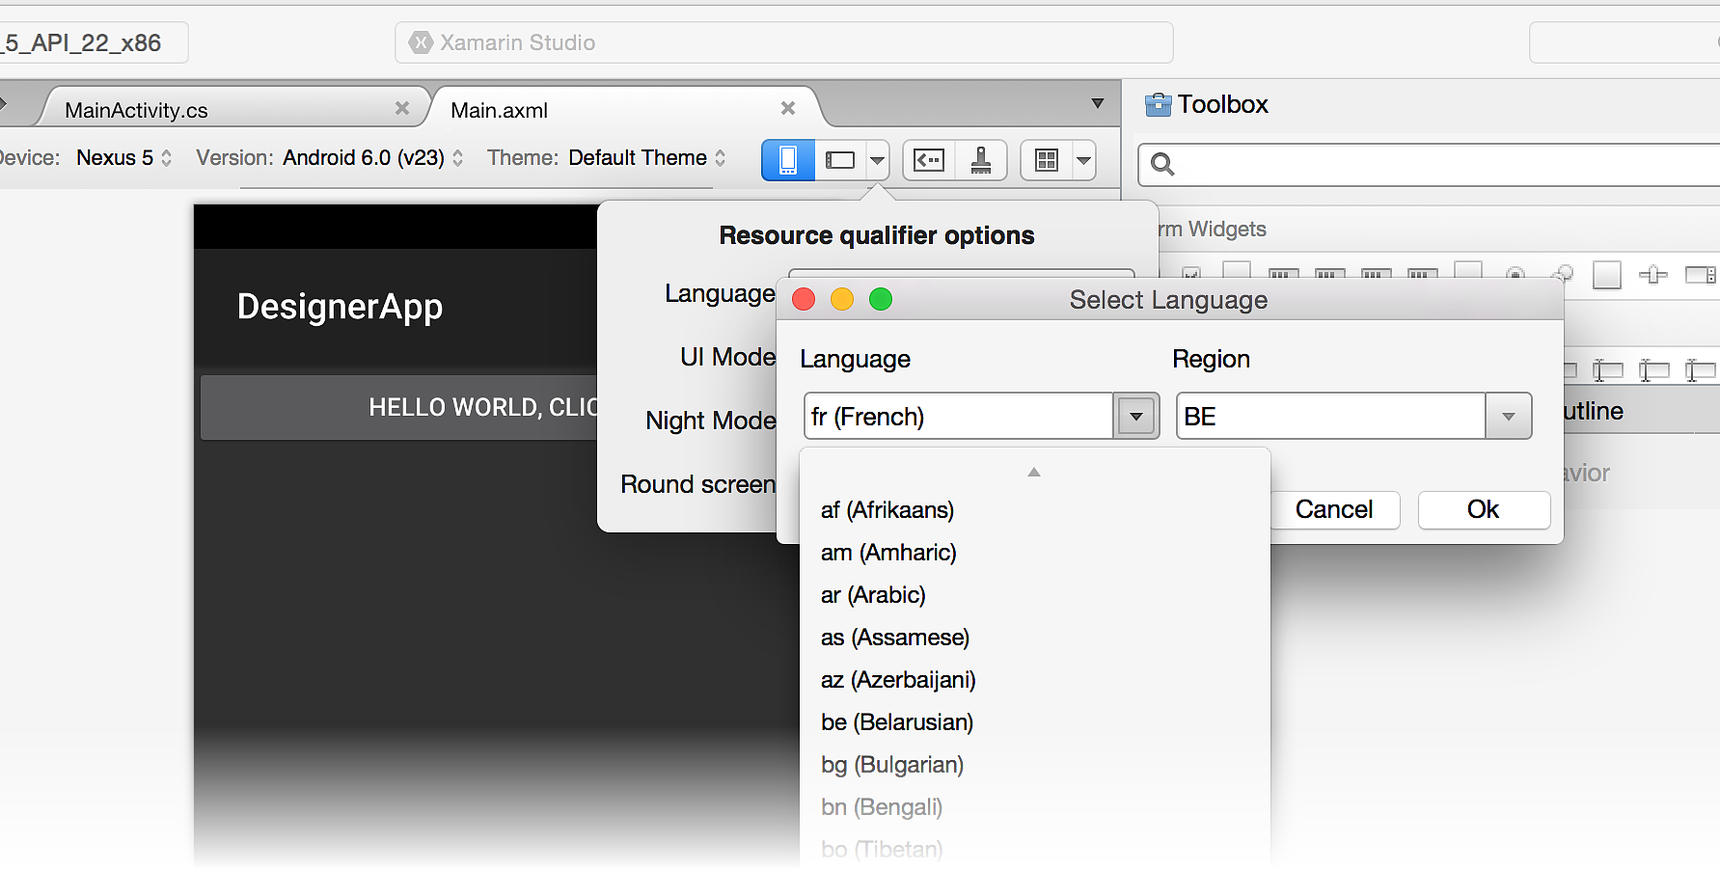 _5_API_22_x86
Xamarin Studio
MainActivity.cs
Main.axml
Toolbox
Device: Nexus 5 Version: Android 6.0 (v23) Theme: Default Theme
Resource qualifier options
rm Widgets
Language
Select Language
DesignerApp
UI Mode
Language
Region
HELLO WORLD, CLIC
Night Mode
fr (French)
BE
utline
Round screen
avior
af (Afrikaans)
Cancel
Ok
am (Amharic)
ar (Arabic)
as (Assamese)
az (Azerbaijani)
be (Belarusian)
bg (Bulgarian)
bn (Bengali)
bo (Tibetan)